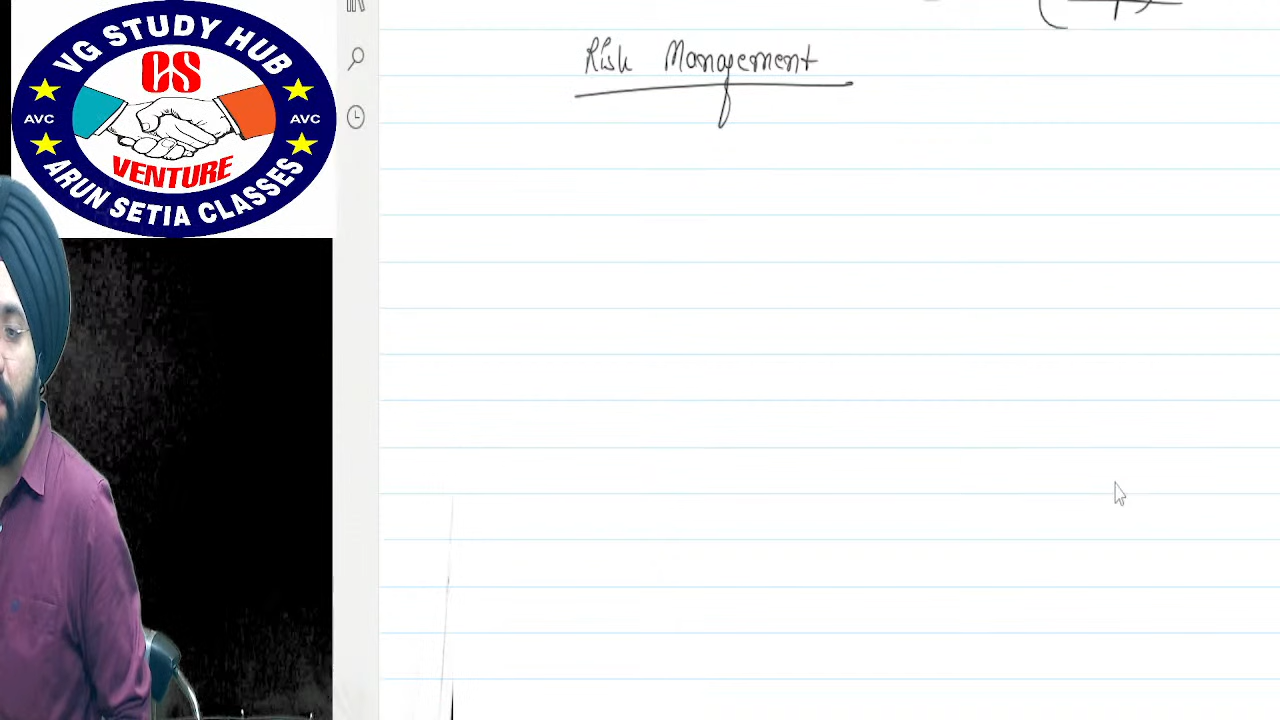 VG STUDY HUB
CS
AVC
AVC
VENTURE
ARUN SETIA CLASSES
Risk Management